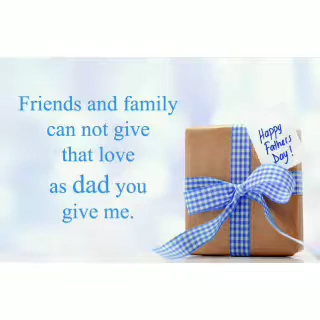 Friends and family
can not give
that love
as dad you
give me.
Happy
Fathers
Day!